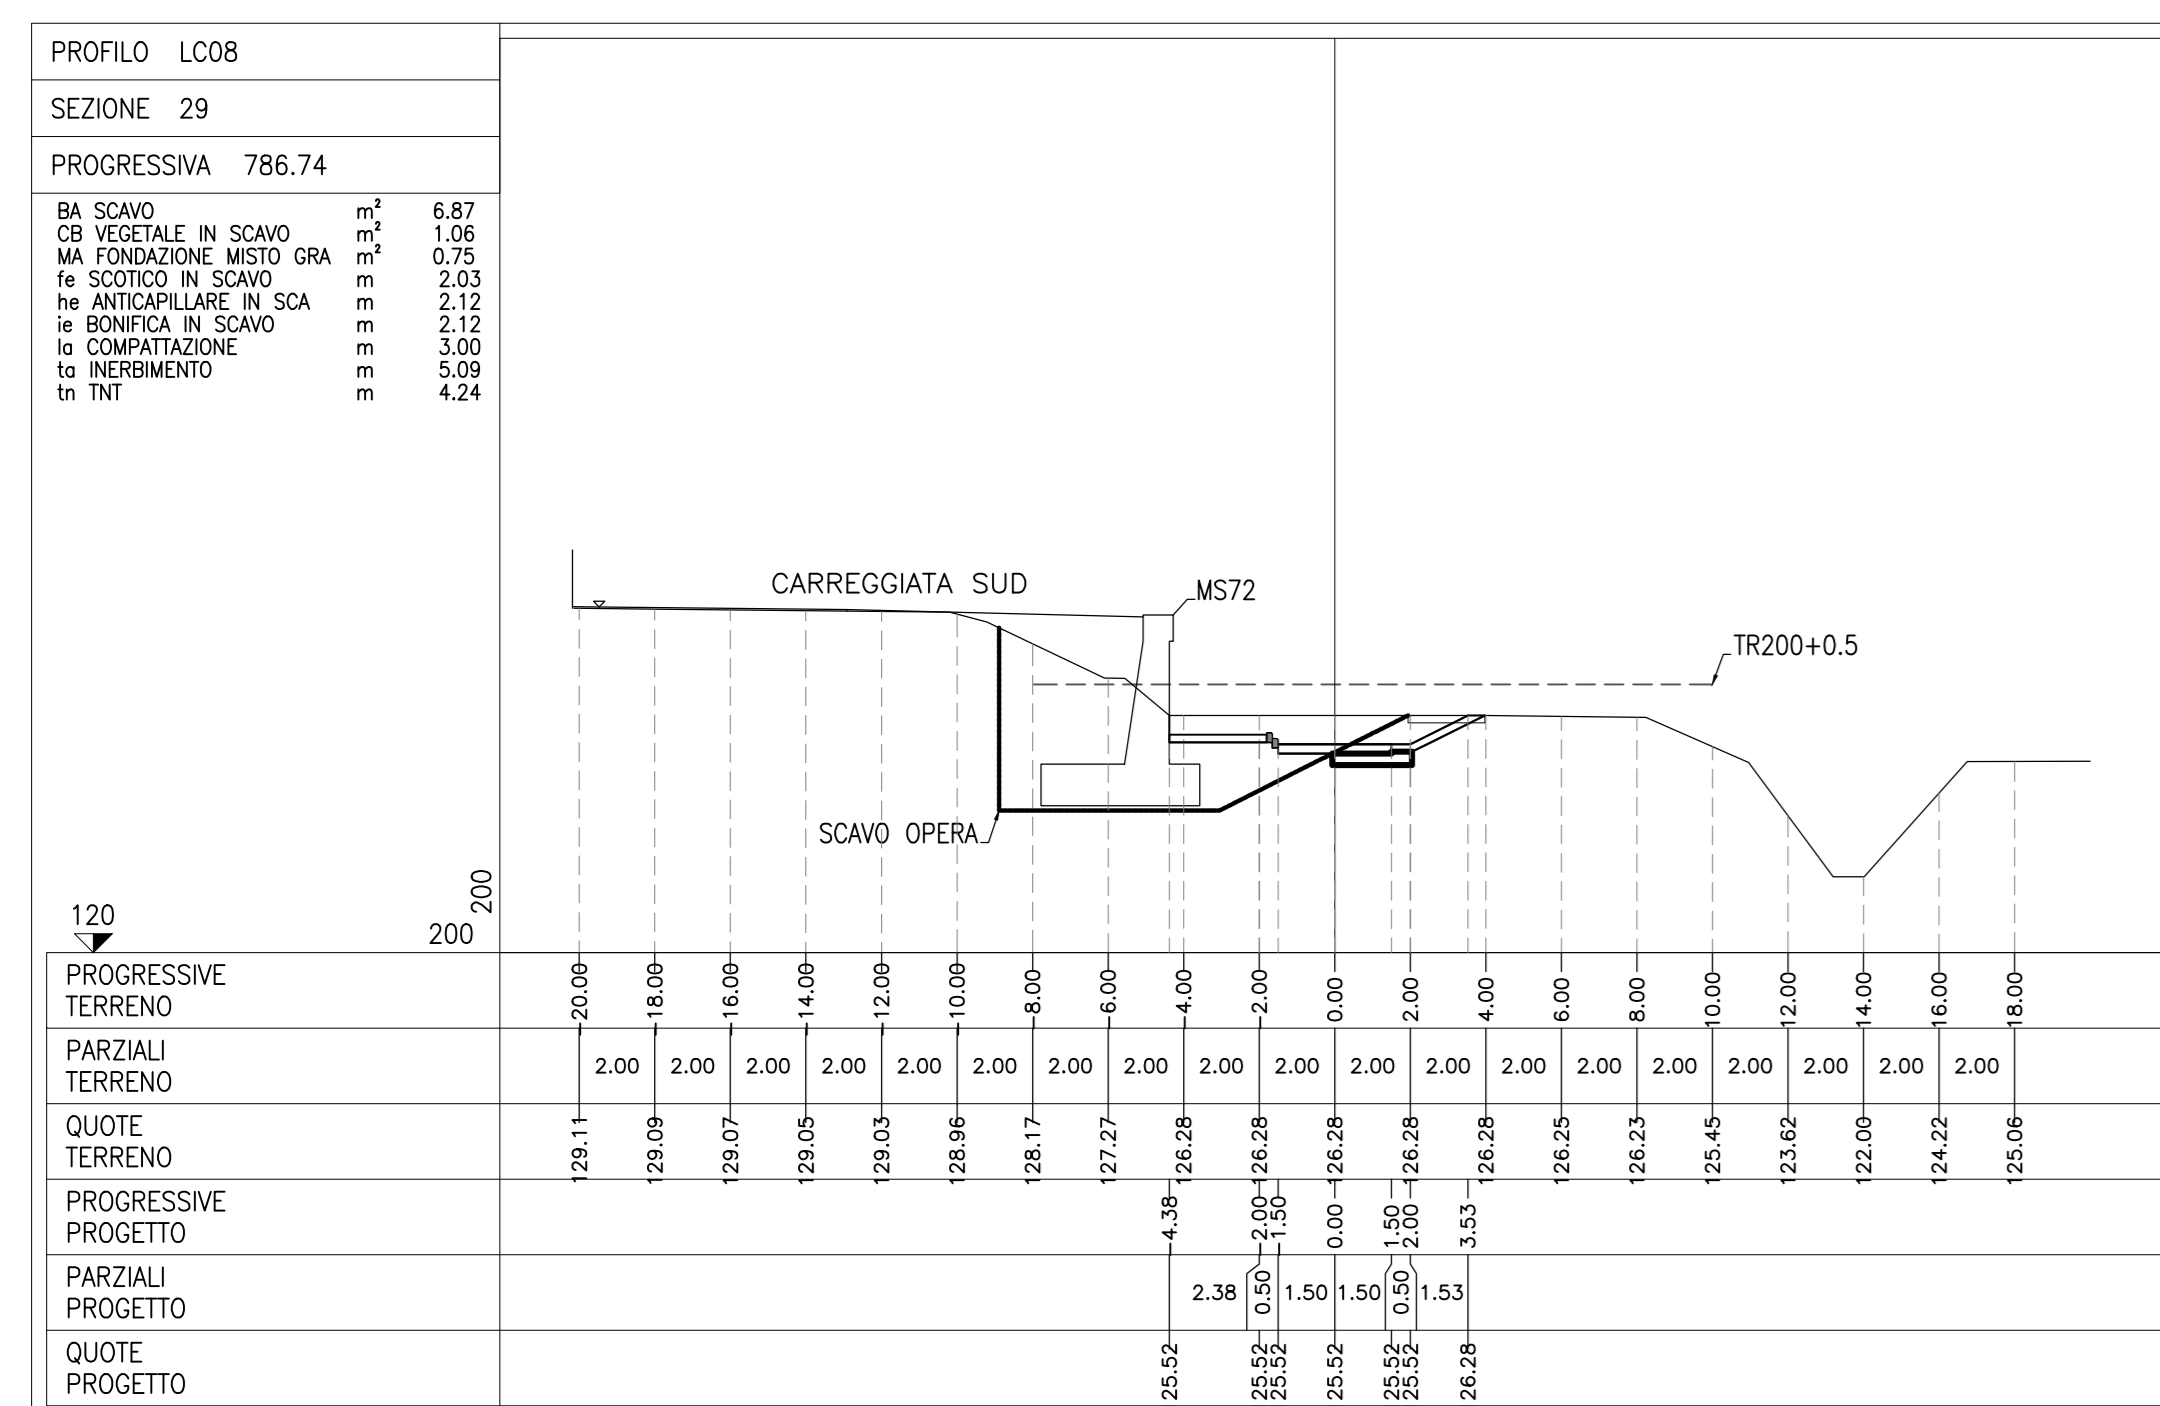 PROFILO LC08
SEZIONE 29
PROGRESSIVA 786.74
BA SCAVO m² 6.87
CB VEGETALE IN SCAVO m² 1.06
MA FONDAZIONE MISTO GRA m² 0.75
fe SCOTICO IN SCAVO m 2.03
he ANTICAPILLARE IN SCA m 2.12
ie BONIFICA IN SCAVO m 2.12
la COMPATTAZIONE m 3.00
ta INERBIMENTO m 5.09
tn TNT m 4.24
CARREGGIATA SUD
MS72
TR200+0.5
SCAVO OPERA
200
120
200
PROGRESSIVE
TERRENO
-20.00 -18.00 -16.00 -14.00 -12.00 -10.00 -8.00 -6.00 -4.00 -2.00 0.00 2.00 4.00 6.00 8.00 10.00 12.00 14.00 16.00 18.00
PARZIALI
TERRENO
2.00 2.00 2.00 2.00 2.00 2.00 2.00 2.00 2.00 2.00 2.00 2.00 2.00 2.00 2.00 2.00 2.00 2.00 2.00
QUOTE
TERRENO
129.11 129.09 129.07 129.05 129.03 128.96 128.17 127.27 126.28 126.28 126.28 126.28 126.28 126.25 126.23 125.45 123.62 122.00 124.22 125.06
PROGRESSIVE
PROGETTO
-4.38 -2.00 -1.50 0.00 1.50 2.00 3.53
PARZIALI
PROGETTO
2.38 0.50 1.50 1.50 0.50 1.53
QUOTE
PROGETTO
25.52 25.52 25.52 25.52 25.52 25.52 26.28